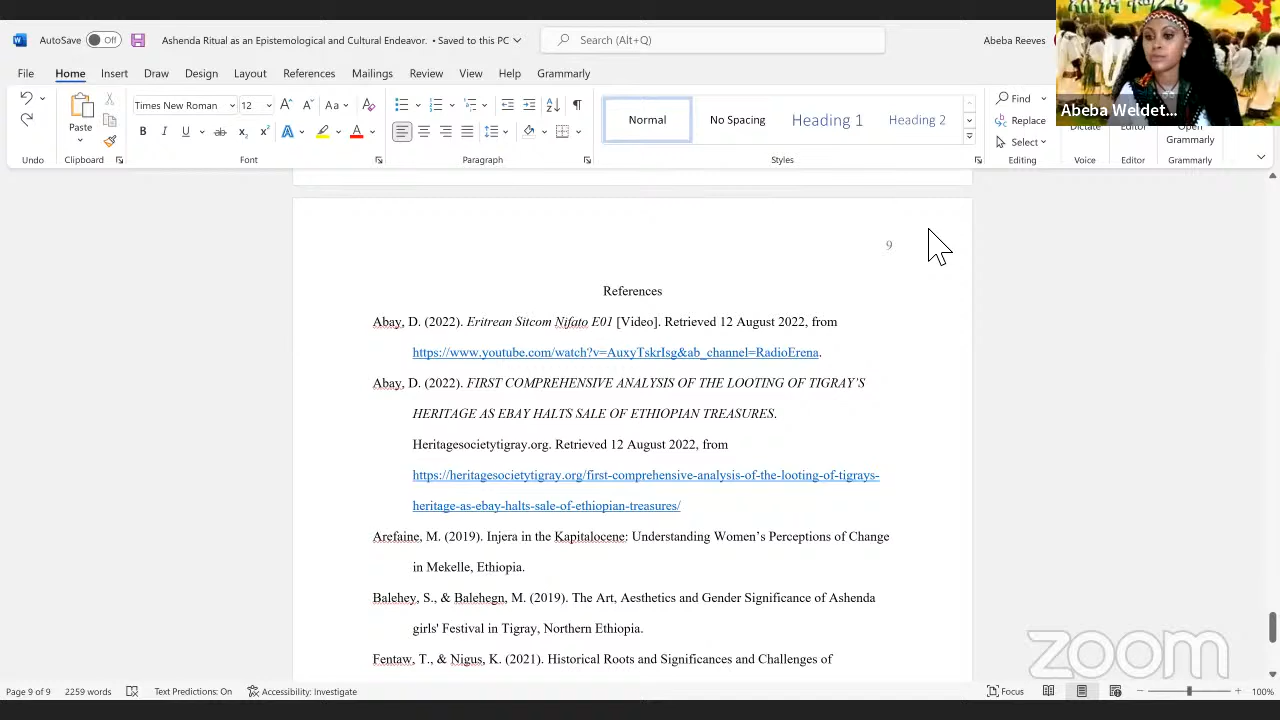 AutoSave Off Ashenda Ritual as an Epistemological and Cultural Endeavor. • Saved to this PC Search (Alt+Q) Abeba Reeves
File Home Insert Draw Design Layout References Mailings Review View Help Grammarly
Abeba Weldet...
Paste
Times New Roman 12 Aa
Normal No Spacing Heading 1 Heading 2
Find
Replace
Select
Dictate Editor Open Grammarly
Undo Clipboard Font Paragraph Styles Editing Voice Editor Grammarly
9
References
Abay, D. (2022). Eritrean Sitcom Nifato E01 [Video]. Retrieved 12 August 2022, from
https://www.youtube.com/watch?v=AuxyTskrIsg&ab_channel=RadioErena.
Abay, D. (2022). FIRST COMPREHENSIVE ANALYSIS OF THE LOOTING OF TIGRAY’S
HERITAGE AS EBAY HALTS SALE OF ETHIOPIAN TREASURES.
Heritagesocietytigray.org. Retrieved 12 August 2022, from
https://heritagesocietytigray.org/first-comprehensive-analysis-of-the-looting-of-tigrays-
heritage-as-ebay-halts-sale-of-ethiopian-treasures/
Arefaine, M. (2019). Injera in the Kapitalocene: Understanding Women’s Perceptions of Change
in Mekelle, Ethiopia.
Balehey, S., & Balehegn, M. (2019). The Art, Aesthetics and Gender Significance of Ashenda
girls' Festival in Tigray, Northern Ethiopia.
Fentaw, T., & Nigus, K. (2021). Historical Roots and Significances and Challenges of
zoom
Page 9 of 9 2259 words Text Predictions: On Accessibility: Investigate Focus 100%